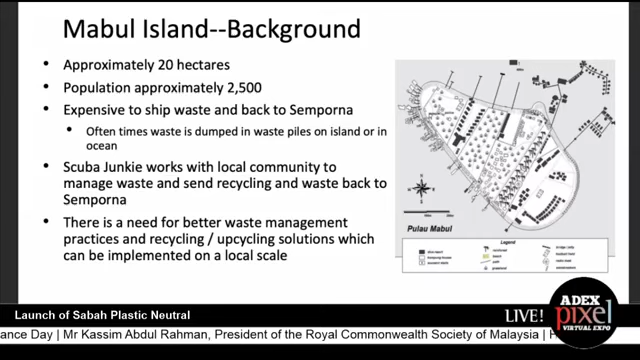 Mabul Island--Background
• Approximately 20 hectares
• Population approximately 2,500
• Expensive to ship waste and back to Semporna
• Often times waste is dumped in waste piles on island or in
ocean
• Scuba Junkie works with local community to
manage waste and send recycling and waste back to
Semporna
• There is a need for better waste management
practices and recycling / upcycling solutions which
can be implemented on a local scale
Pulau Mabul
Legend
Launch of Sabah Plastic Neutral
LIVE!
ADEX
pixel
VIRTUAL EXPO
ance Day | Mr Kassim Abdul Rahman, President of the Royal Commonwealth Society of Malaysia |